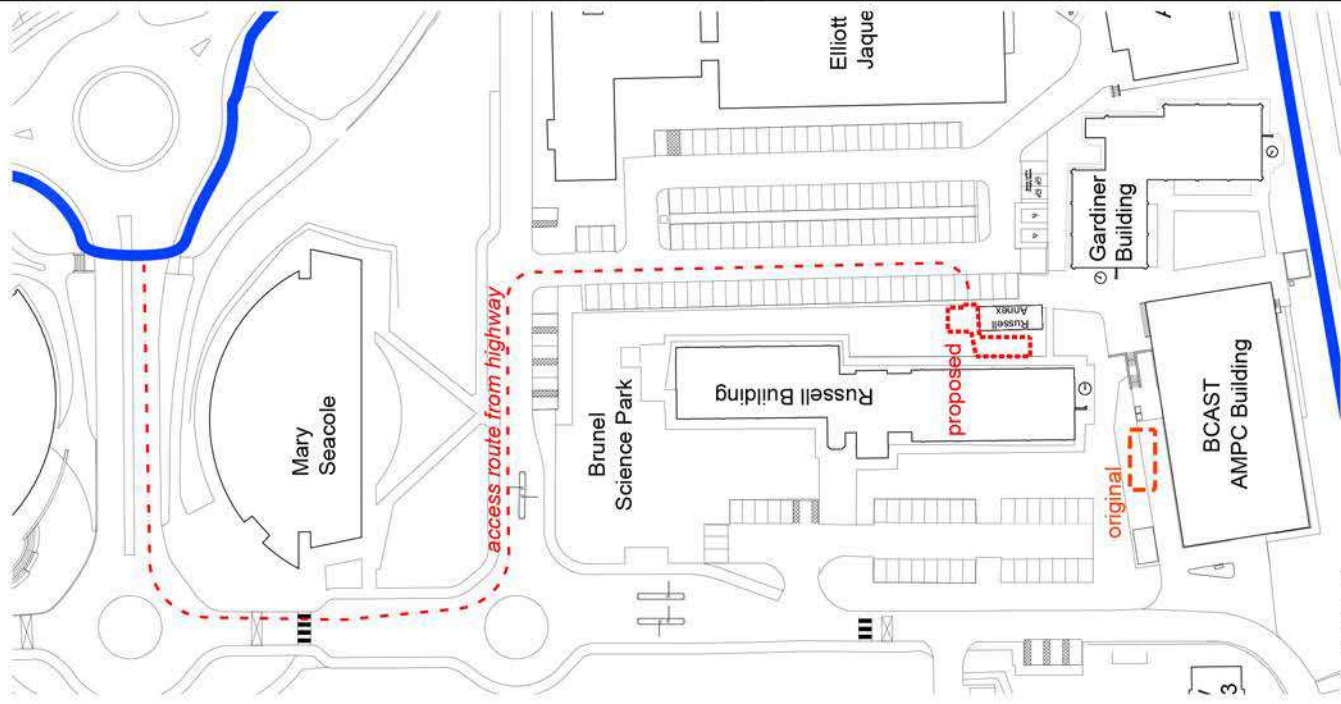 Elliott
Jaque
Mary
Seacole
access route from highway
Brunel
Science Park
Russell Building
proposed
Russell
Annex
Gardiner
Building
original
BCAST
AMPC Building